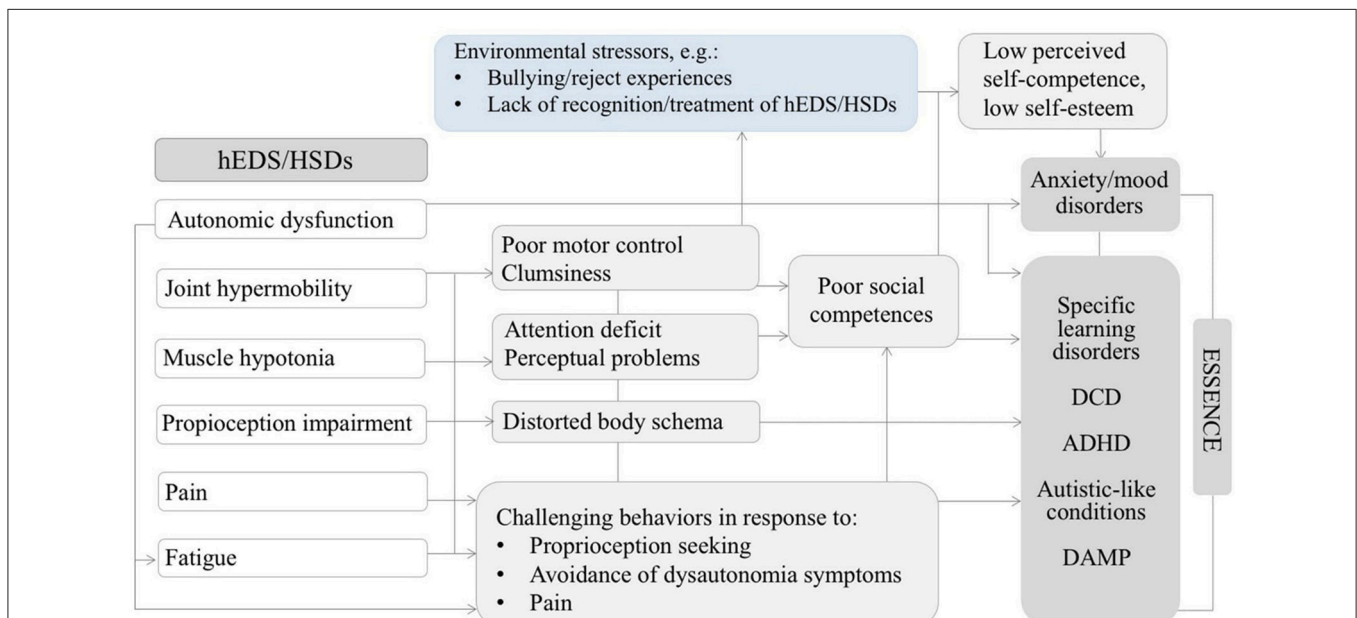 Environmental stressors, e.g.:
• Bullying/reject experiences
• Lack of recognition/treatment of hEDS/HSDs
Low perceived
self-competence,
low self-esteem
hEDS/HSDs
Anxiety/mood
disorders
Autonomic dysfunction
Joint hypermobility
Muscle hypotonia
Propioception impairment
Pain
Fatigue
Poor motor control
Clumsiness
Attention deficit
Perceptual problems
Distorted body schema
Challenging behaviors in response to:
• Proprioception seeking
• Avoidance of dysautonomia symptoms
• Pain
Poor social
competences
Specific
learning
disorders
DCD
ADHD
Autistic-like
conditions
DAMP
ESSENCE